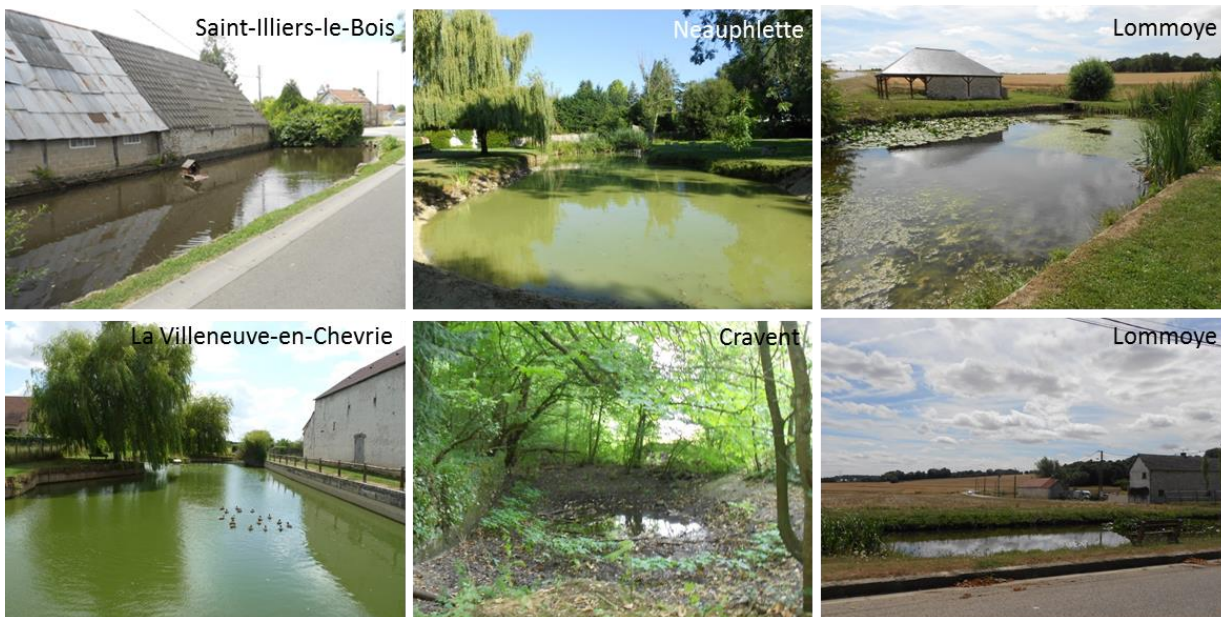 Saint-Illiers-le-Bois
Neauphlette
Lommoye
La Villeneuve-en-Chevrie
Cravent
Lommoye